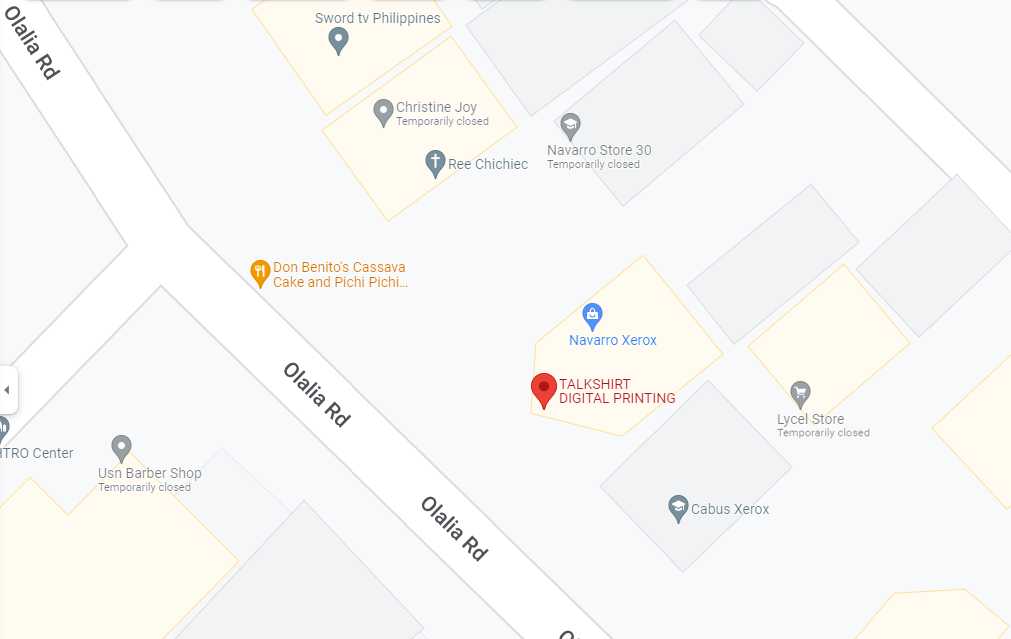 Olalia Rd
Sword tv Philippines
Christine Joy
Temporarily closed
Ree Chichiec
Navarro Store 30
Temporarily closed
Don Benito's Cassava
Cake and Pichi Pichi...
Navarro Xerox
TALKSHIRT
DIGITAL PRINTING
Olalia Rd
Lycel Store
Temporarily closed
Center
Usn Barber Shop
Temporarily closed
Cabus Xerox
Olalia Rd